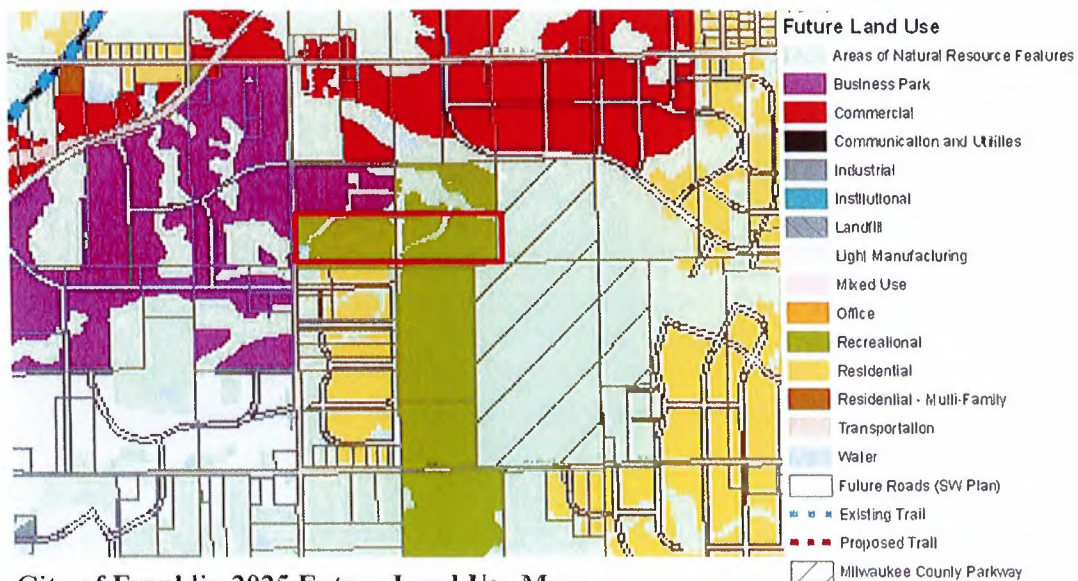 Future Land Use
Areas of Natural Resource Features
Business Park
Commercial
Communication and Utilities
Industrial
Institutional
Landfill
Light Manufacturing
Mixed Use
Office
Recreational
Residential
Residential - Multi-Family
Transportation
Water
Future Roads (SW Plan)
Existing Trail
Proposed Trail
Milwaukee County Parkway
City of Franklin 2025 Future Land Use Map